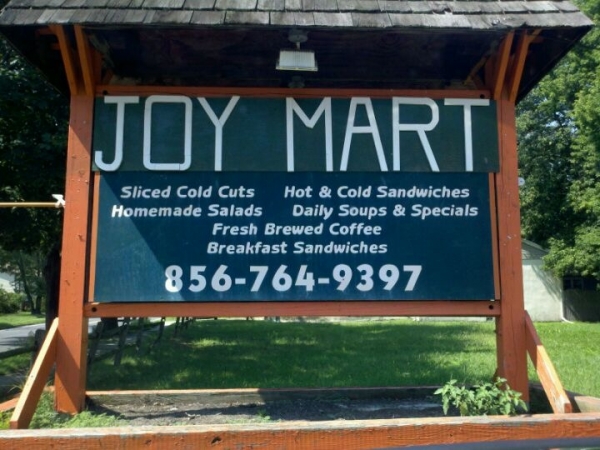 JOY MART
Sliced Cold Cuts Hot & Cold Sandwiches
Homemade Salads Daily Soups & Specials
Fresh Brewed Coffee
Breakfast Sandwiches
856-764-9397